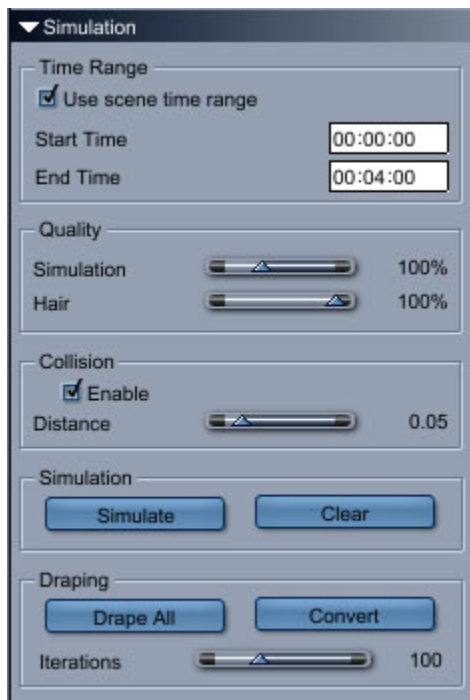 Simulation
Time Range
Use scene time range
Start Time 00:00:00
End Time 00:04:00
Quality
Simulation 100%
Hair 100%
Collision
Enable
Distance 0.05
Simulation
Simulate Clear
Draping
Drape All Convert
Iterations 100